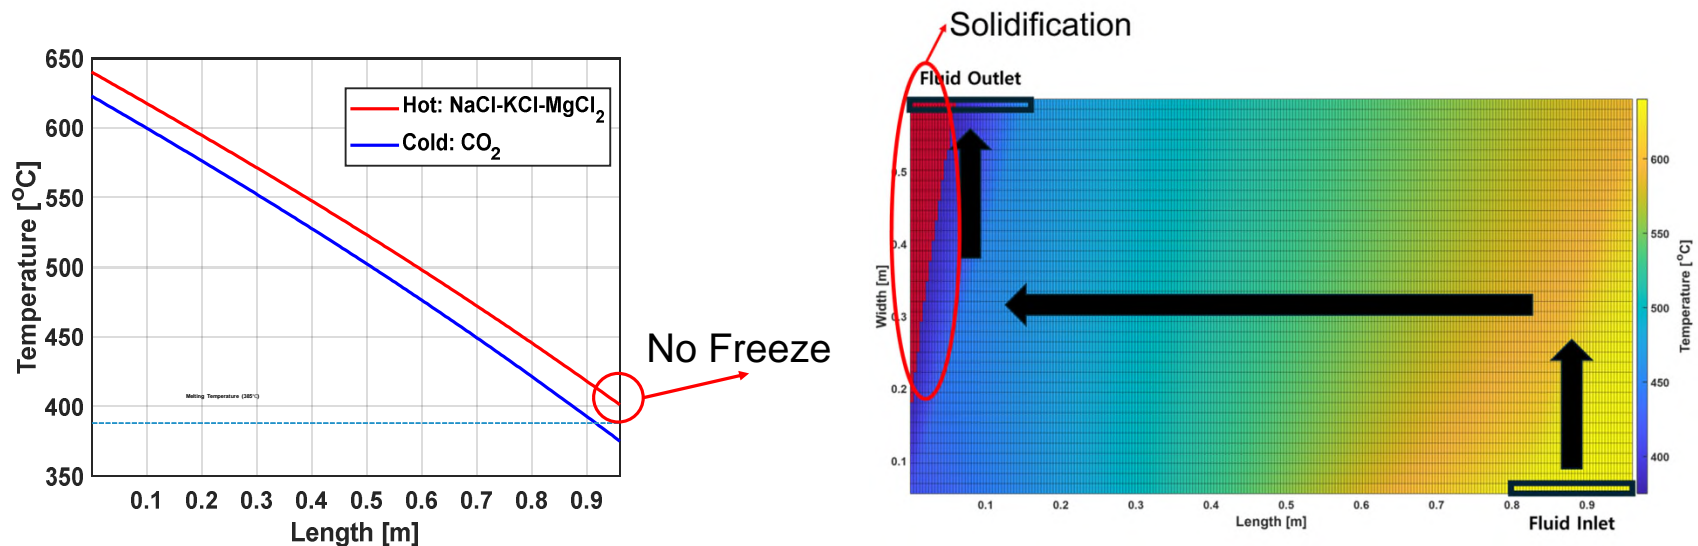 Solidification
650
600
550
500
450
400
350
Temperature [°C]
Hot: NaCl-KCl-MgCl₂
Cold: CO₂
Melting Temperature (385°C)
0.1 0.2 0.3 0.4 0.5 0.6 0.7 0.8 0.9
Length [m]
No Freeze
Fluid Outlet
0.5
0.4
0.3
0.2
0.1
Width [m]
0.1 0.2 0.3 0.4 0.5 0.6 0.7 0.8 0.9
Length [m]
Fluid Inlet
600
550
500
450
400
Temperature [°C]